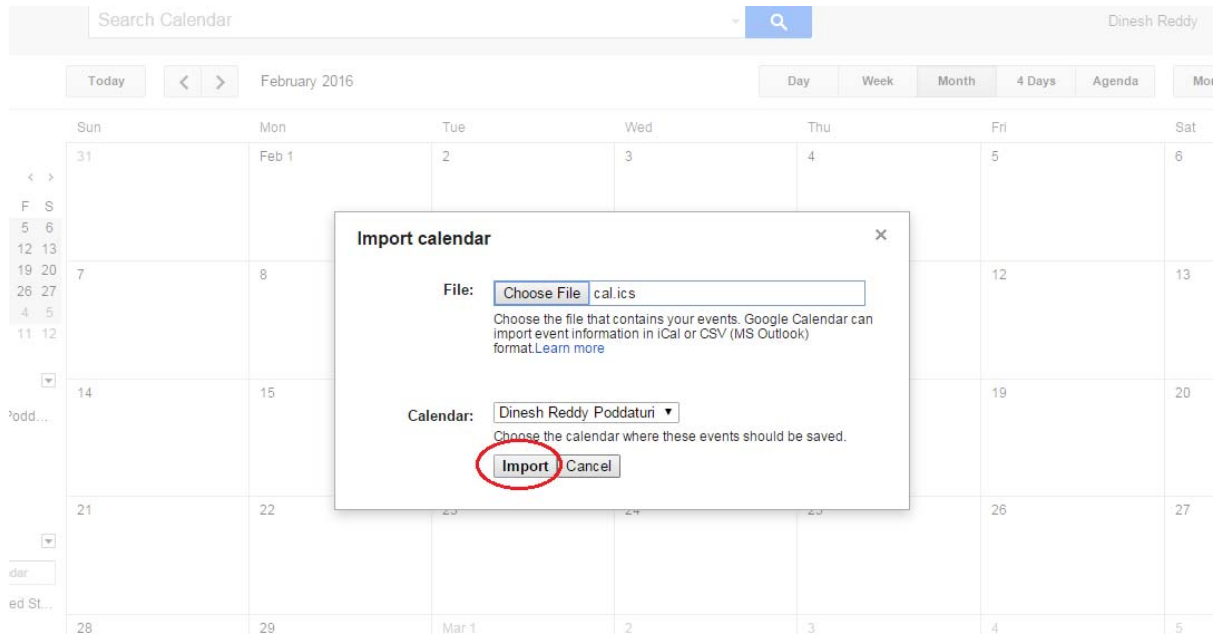 Search Calendar
Dinesh Reddy
Today < > February 2016 Day Week Month 4 Days Agenda
Sun Mon Tue Wed Thu Fri Sat
31 Feb 1 2 3 4 5 6
< >
F S
5 6
12 13
19 20
26 27
4 5
11 12
Import calendar
File: Choose File cal.ics
Choose the file that contains your events. Google Calendar can
import event information in iCal or CSV (MS Outlook)
format.Learn more
Calendar: Dinesh Reddy Poddaturi
Choose the calendar where these events should be saved.
Import Cancel
7 8 12 13
14 15 19 20
21 22 23 24 25 26 27
ed St...
28 29 Mar 1 2 3 4 5